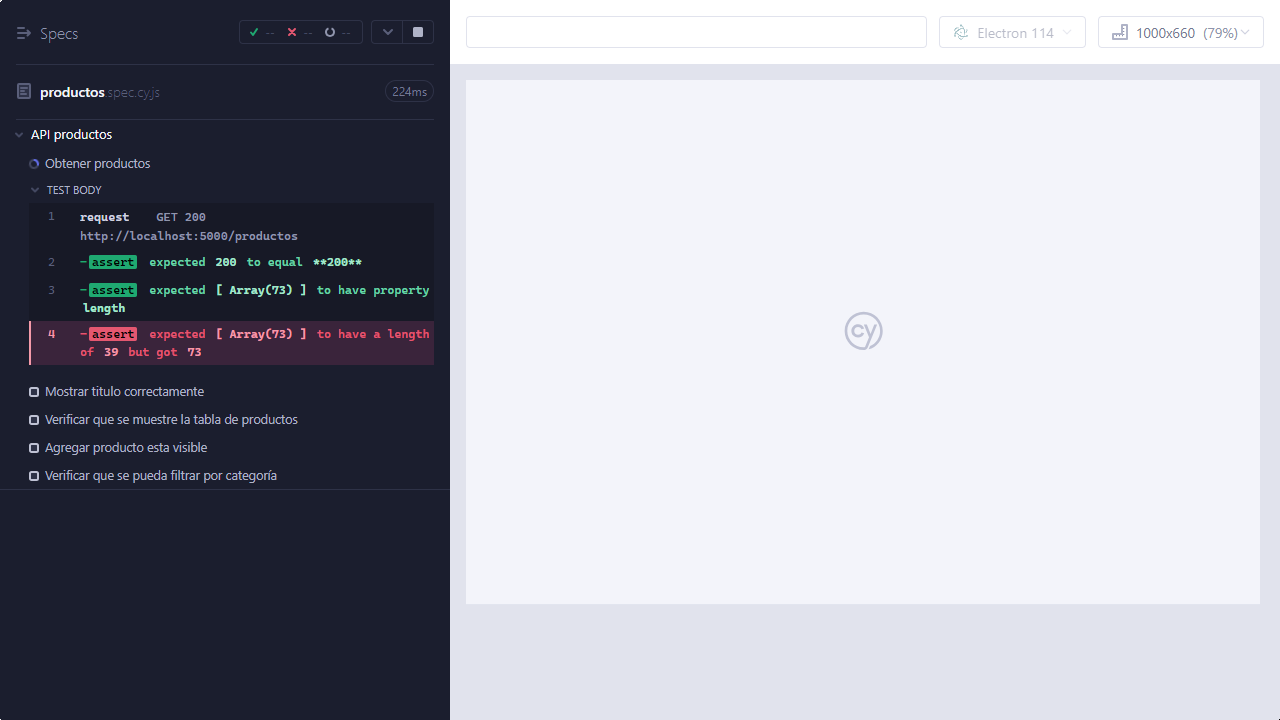 Specs
-- -- --
productos.spec.cy.js
224ms
API productos
Obtener productos
TEST BODY
1 request GET 200
http://localhost:5000/productos
2 -assert expected 200 to equal **200**
3 -assert expected [ Array(73) ] to have property
length
4 -assert expected [ Array(73) ] to have a length
of 39 but got 73
Mostrar titulo correctamente
Verificar que se muestre la tabla de productos
Agregar producto esta visible
Verificar que se pueda filtrar por categoría
Electron 114
1000x660 (79%)
cy